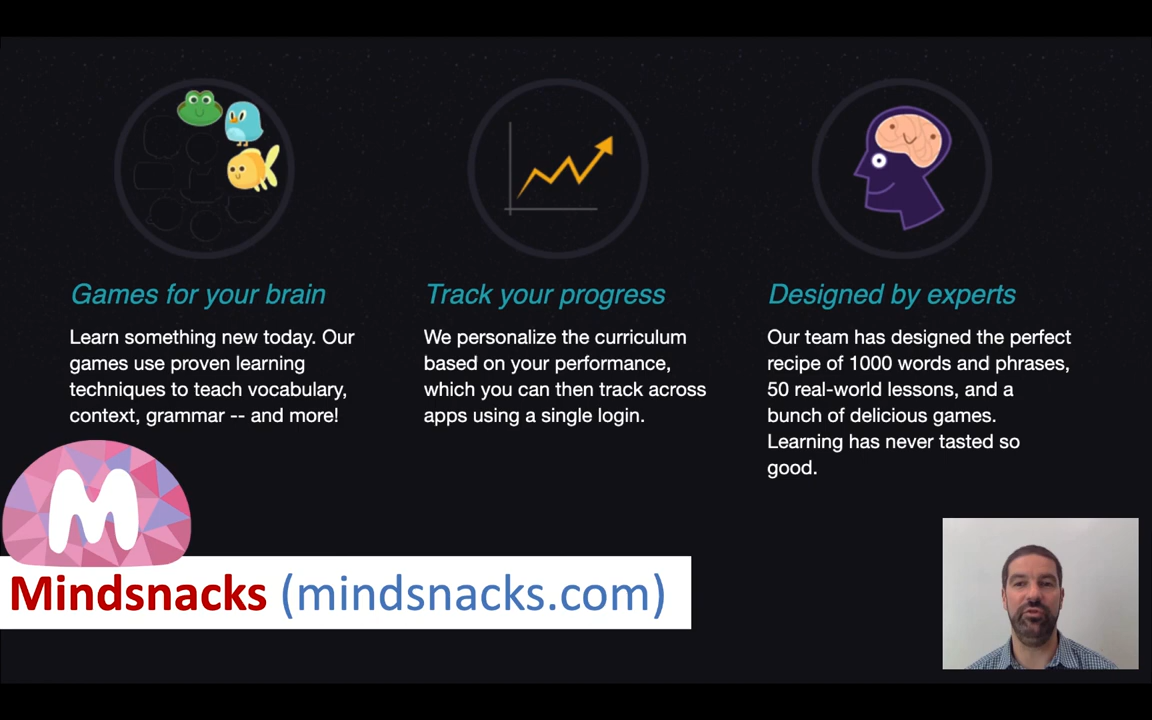 Games for your brain
Learn something new today. Our
games use proven learning
techniques to teach vocabulary,
context, grammar -- and more!
Track your progress
We personalize the curriculum
based on your performance,
which you can then track across
apps using a single login.
Designed by experts
Our team has designed the perfect
recipe of 1000 words and phrases,
50 real-world lessons, and a
bunch of delicious games.
Learning has never tasted so
good.
M
Mindsnacks (mindsnacks.com)